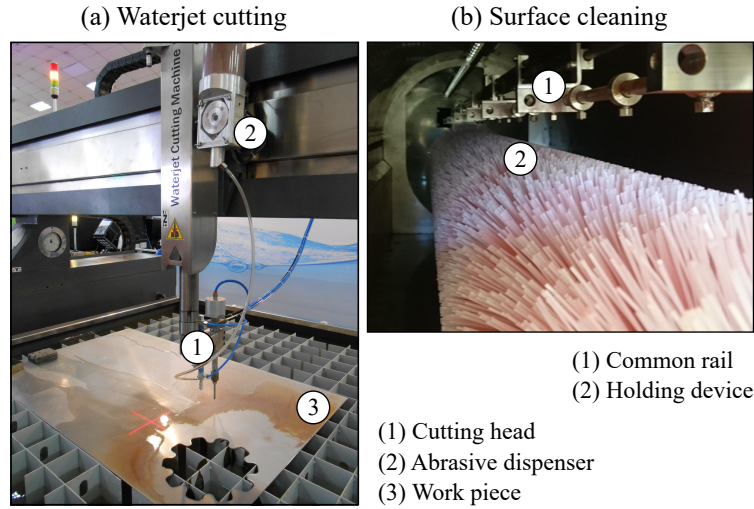 (a) Waterjet cutting
(b) Surface cleaning
Waterjet Cutting Machine
2
1
3
1
2
(1) Common rail
(2) Holding device
(1) Cutting head
(2) Abrasive dispenser
(3) Work piece